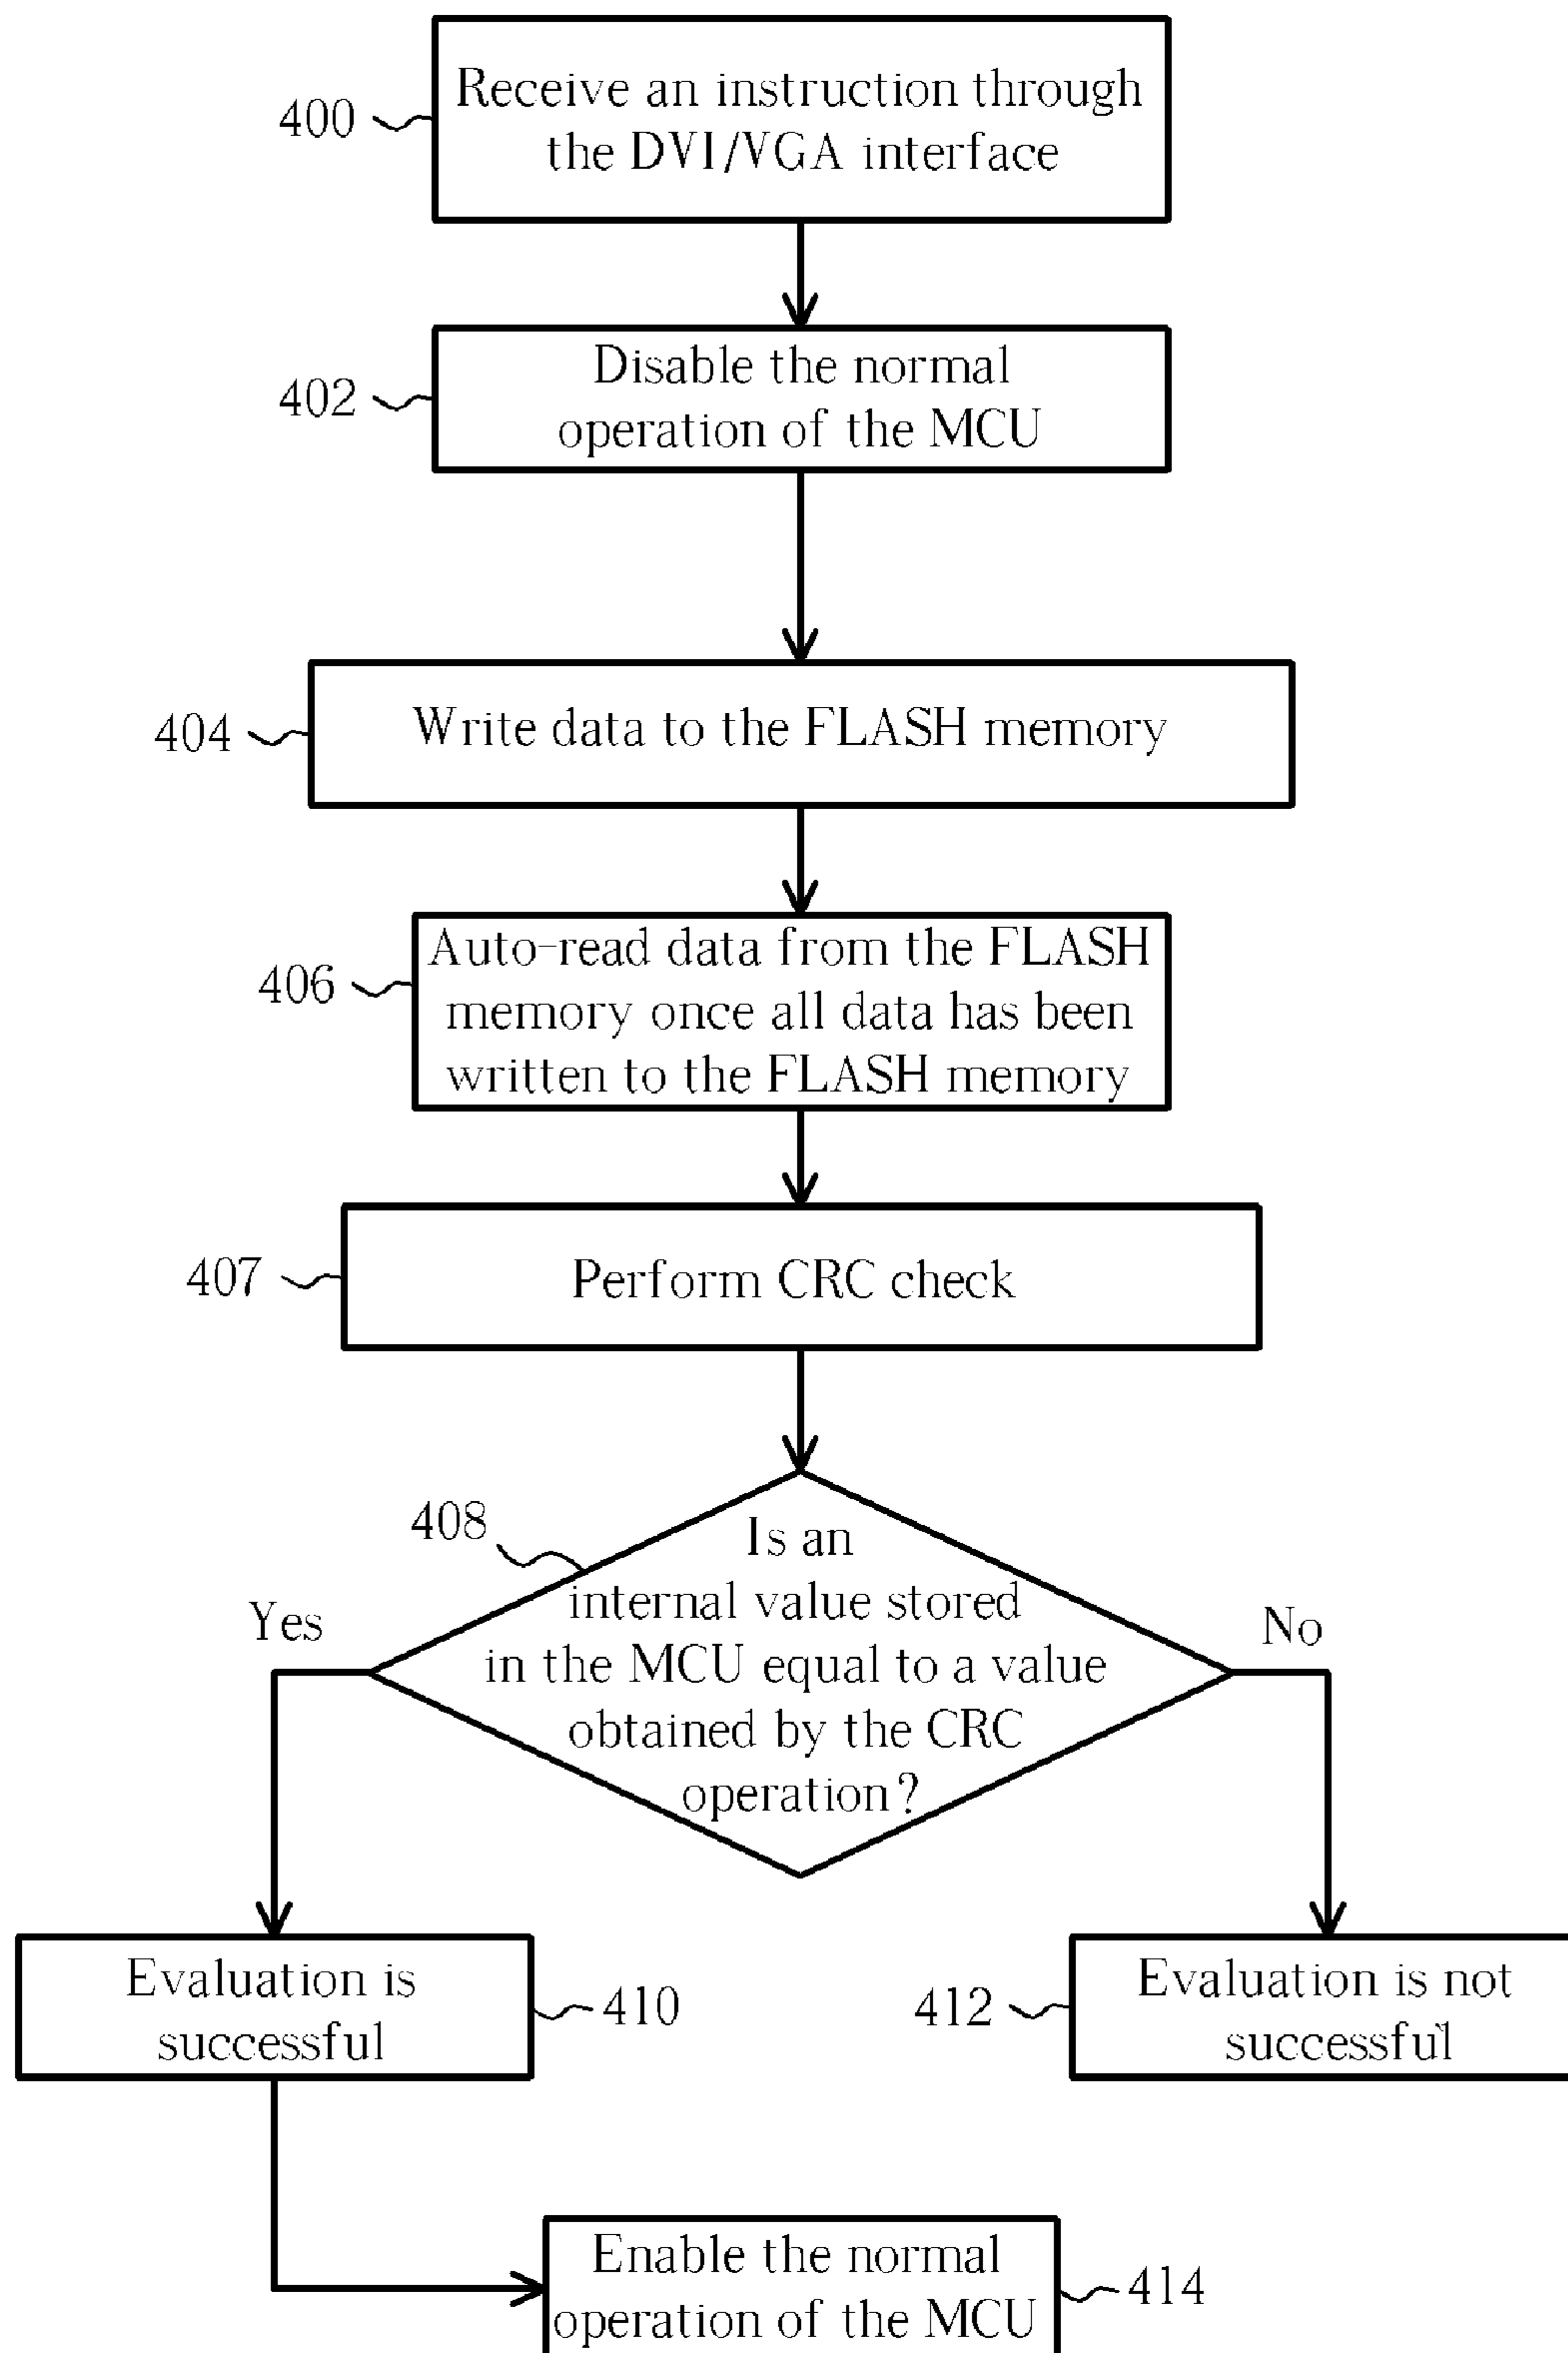 Receive an instruction through
the DVI/VGA interface
400
Disable the normal
operation of the MCU
402
Write data to the FLASH memory
404
Auto-read data from the FLASH
memory once all data has been
written to the FLASH memory
406
Perform CRC check
407
408
Is an
internal value stored
in the MCU equal to a value
obtained by the CRC
operation?
Yes
No
Evaluation is
successful
410
412
Evaluation is not
successful
Enable the normal
operation of the MCU
414